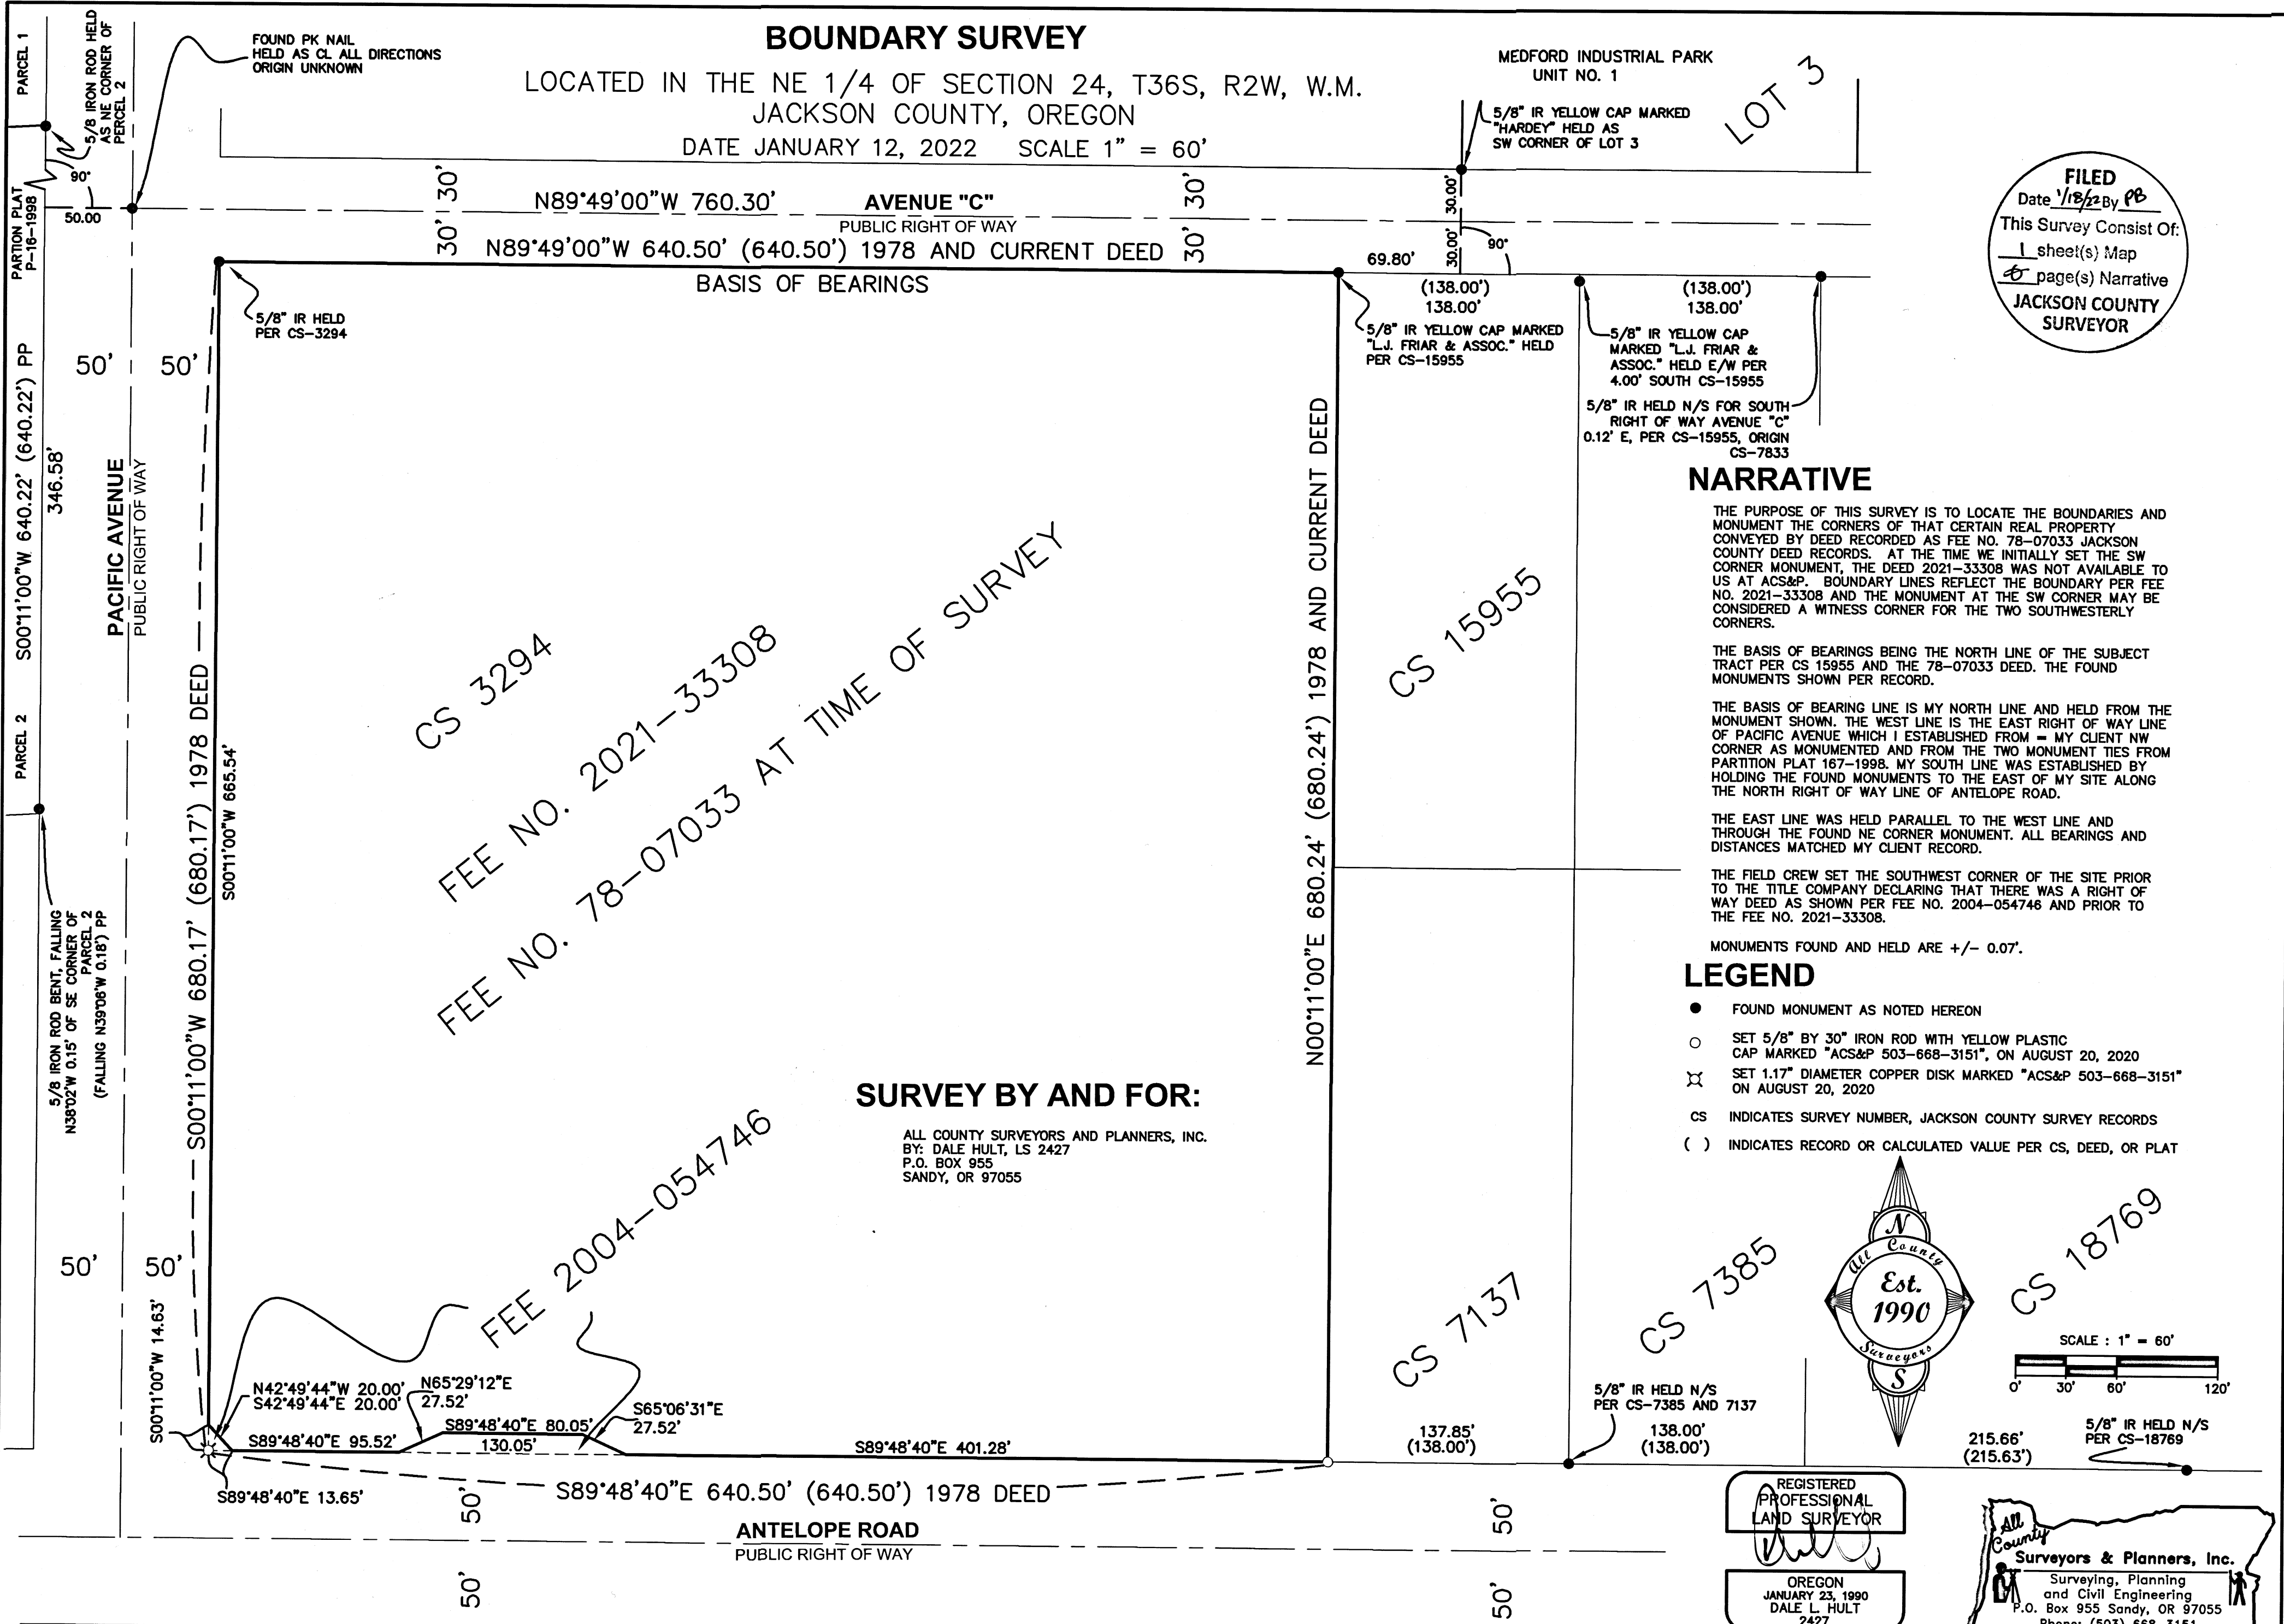 BOUNDARY SURVEY
LOCATED IN THE NE 1/4 OF SECTION 24, T36S, R2W, W.M.
JACKSON COUNTY, OREGON
DATE JANUARY 12, 2022 SCALE 1" = 60'
PARCEL 1
5/8 IRON ROD HELD
AS NE CORNER OF
PERCEL 2
FOUND PK NAIL
HELD AS CL ALL DIRECTIONS
ORIGIN UNKNOWN
MEDFORD INDUSTRIAL PARK
UNIT NO. 1
LOT 3
5/8" IR YELLOW CAP MARKED
"HARDEY" HELD AS
SW CORNER OF LOT 3
FILED
Date 1/18/22 By PB
This Survey Consist Of:
1 sheet(s) Map
page(s) Narrative
JACKSON COUNTY
SURVEYOR
PARTION PLAT
P-16-1998
90°
50.00
30'
30'
N89°49'00"W 760.30'
AVENUE "C"
PUBLIC RIGHT OF WAY
30'
30'
30.00'
30.00'
90°
N89°49'00"W 640.50' (640.50') 1978 AND CURRENT DEED
BASIS OF BEARINGS
69.80'
(138.00')
138.00'
(138.00')
138.00'
5/8" IR HELD
PER CS-3294
5/8" IR YELLOW CAP MARKED
"L.J. FRIAR & ASSOC." HELD
PER CS-15955
5/8" IR YELLOW CAP
MARKED "L.J. FRIAR &
ASSOC." HELD E/W PER
4.00' SOUTH CS-15955
5/8" IR HELD N/S FOR SOUTH
RIGHT OF WAY AVENUE "C"
0.12' E, PER CS-15955, ORIGIN
CS-7833
50'
50'
PARCEL 2
S00°11'00"W 640.22' (640.22') PP
346.58'
PACIFIC AVENUE
PUBLIC RIGHT OF WAY
S00°11'00"W 680.17' (680.17') 1978 DEED
S00°11'00"W 665.54'
CS 3294
FEE NO. 2021-33308
FEE NO. 78-07033 AT TIME OF SURVEY
N00°11'00"E 680.24' (680.24') 1978 AND CURRENT DEED
CS 15955
NARRATIVE
THE PURPOSE OF THIS SURVEY IS TO LOCATE THE BOUNDARIES AND
MONUMENT THE CORNERS OF THAT CERTAIN REAL PROPERTY
CONVEYED BY DEED RECORDED AS FEE NO. 78-07033 JACKSON
COUNTY DEED RECORDS. AT THE TIME WE INITIALLY SET THE SW
CORNER MONUMENT, THE DEED 2021-33308 WAS NOT AVAILABLE TO
US AT ACS&P. BOUNDARY LINES REFLECT THE BOUNDARY PER FEE
NO. 2021-33308 AND THE MONUMENT AT THE SW CORNER MAY BE
CONSIDERED A WITNESS CORNER FOR THE TWO SOUTHWESTERLY
CORNERS.
THE BASIS OF BEARINGS BEING THE NORTH LINE OF THE SUBJECT
TRACT PER CS 15955 AND THE 78-07033 DEED. THE FOUND
MONUMENTS SHOWN PER RECORD.
THE BASIS OF BEARING LINE IS MY NORTH LINE AND HELD FROM THE
MONUMENT SHOWN. THE WEST LINE IS THE EAST RIGHT OF WAY LINE
OF PACIFIC AVENUE WHICH I ESTABLISHED FROM = MY CLIENT NW
CORNER AS MONUMENTED AND FROM THE TWO MONUMENT TIES FROM
PARTITION PLAT 167-1998. MY SOUTH LINE WAS ESTABLISHED BY
HOLDING THE FOUND MONUMENTS TO THE EAST OF MY SITE ALONG
THE NORTH RIGHT OF WAY LINE OF ANTELOPE ROAD.
THE EAST LINE WAS HELD PARALLEL TO THE WEST LINE AND
THROUGH THE FOUND NE CORNER MONUMENT. ALL BEARINGS AND
DISTANCES MATCHED MY CLIENT RECORD.
THE FIELD CREW SET THE SOUTHWEST CORNER OF THE SITE PRIOR
TO THE TITLE COMPANY DECLARING THAT THERE WAS A RIGHT OF
WAY DEED AS SHOWN PER FEE NO. 2004-054746 AND PRIOR TO
THE FEE NO. 2021-33308.
MONUMENTS FOUND AND HELD ARE +/- 0.07'.
LEGEND
FOUND MONUMENT AS NOTED HEREON
SET 5/8" BY 30" IRON ROD WITH YELLOW PLASTIC
CAP MARKED "ACS&P 503-668-3151", ON AUGUST 20, 2020
SET 1.17" DIAMETER COPPER DISK MARKED "ACS&P 503-668-3151"
ON AUGUST 20, 2020
CS INDICATES SURVEY NUMBER, JACKSON COUNTY SURVEY RECORDS
( ) INDICATES RECORD OR CALCULATED VALUE PER CS, DEED, OR PLAT
5/8 IRON ROD BENT, FALLING
N38°02'W 0.15' OF SE CORNER OF
PARCEL 2
(FALLING N39°06'W 0.18') PP
SURVEY BY AND FOR:
ALL COUNTY SURVEYORS AND PLANNERS, INC.
BY: DALE HULT, LS 2427
P.O. BOX 955
SANDY, OR 97055
FEE 2004-054746
50'
50'
S00°11'00"W 14.63'
N42°49'44"W 20.00'
S42°49'44"E 20.00'
N65°29'12"E
27.52'
S89°48'40"E 95.52'
S89°48'40"E 80.05'
130.05'
S65°06'31"E
27.52'
S89°48'40"E 401.28'
S89°48'40"E 13.65'
S89°48'40"E 640.50' (640.50') 1978 DEED
50'
50'
ANTELOPE ROAD
PUBLIC RIGHT OF WAY
50'
50'
CS 7137
CS 7385
CS 18769
137.85'
(138.00')
5/8" IR HELD N/S
PER CS-7385 AND 7137
138.00'
(138.00')
215.66'
(215.63')
5/8" IR HELD N/S
PER CS-18769
N
All County
Est.
1990
Surveyors
S
SCALE : 1" = 60'
0' 30' 60' 120'
REGISTERED
PROFESSIONAL
LAND SURVEYOR
OREGON
JANUARY 23, 1990
DALE L. HULT
2427
All
County
Surveyors & Planners, Inc.
Surveying, Planning
and Civil Engineering
P.O. Box 955 Sandy, OR 97055
Phone: (503) 668-3151